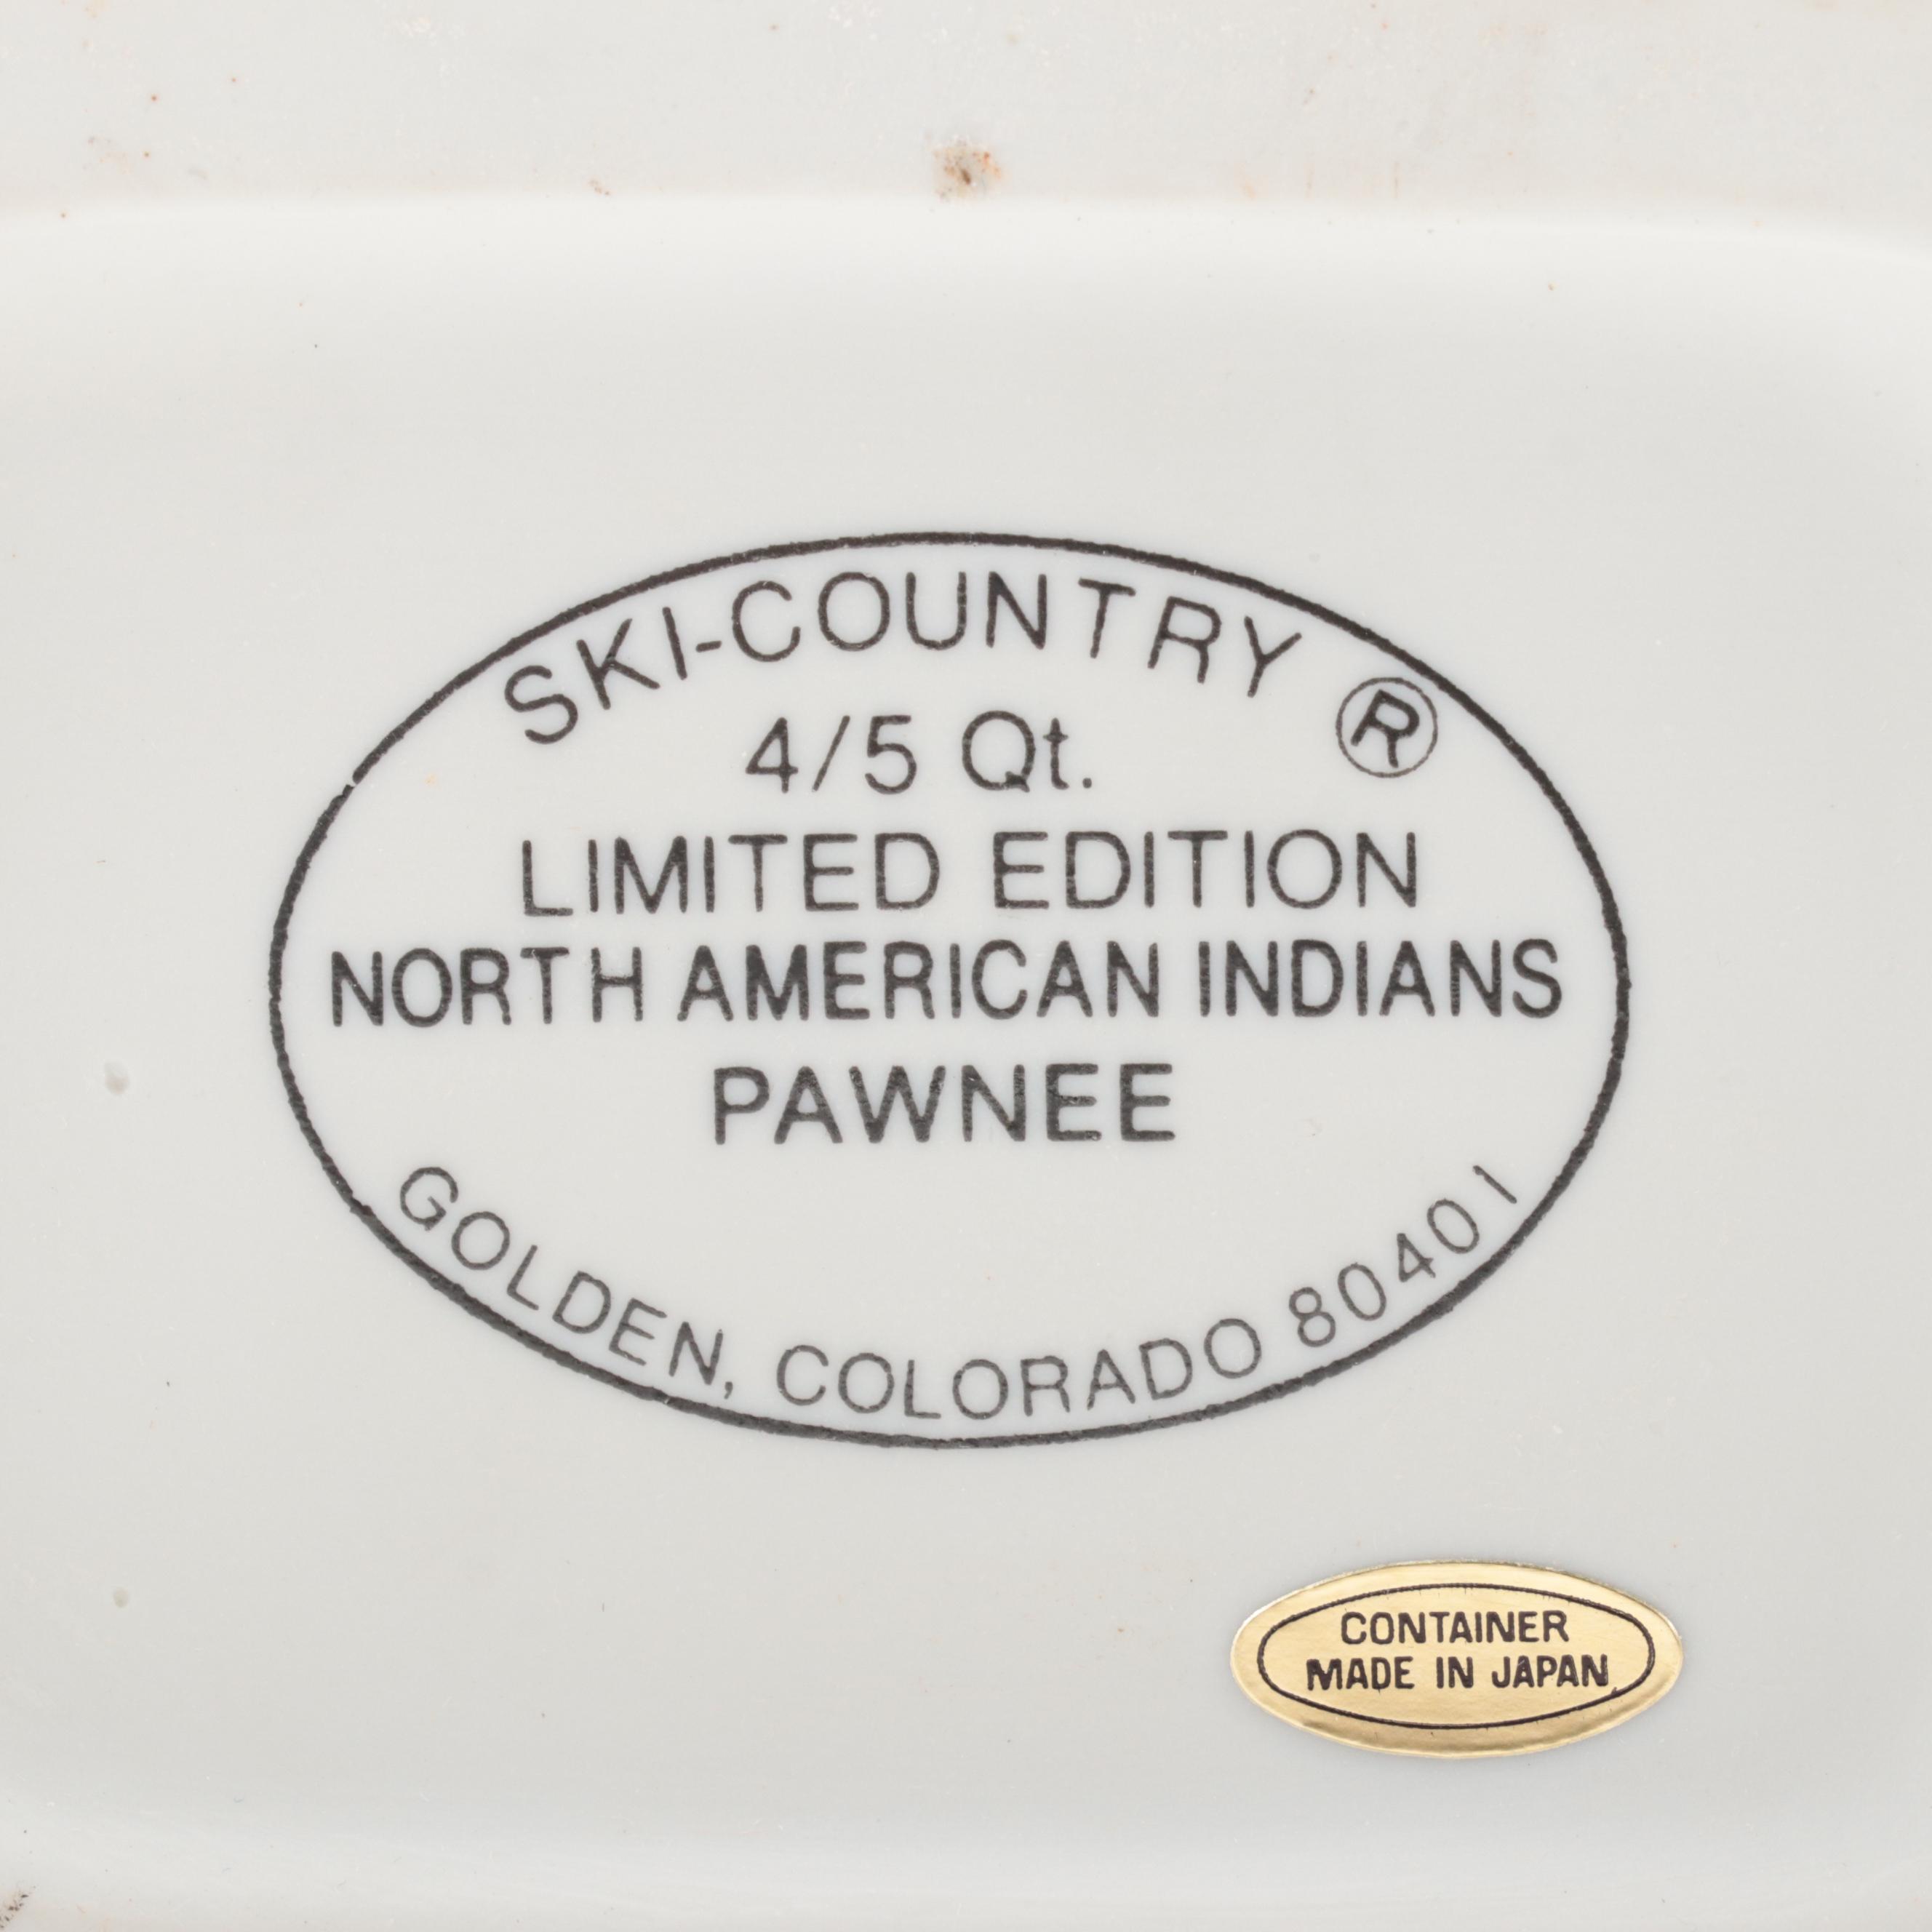 SKI-COUNTRY ®
4/5 Qt.
LIMITED EDITION
NORTH AMERICAN INDIANS
PAWNEE
GOLDEN, COLORADO 80401
CONTAINER
MADE IN JAPAN